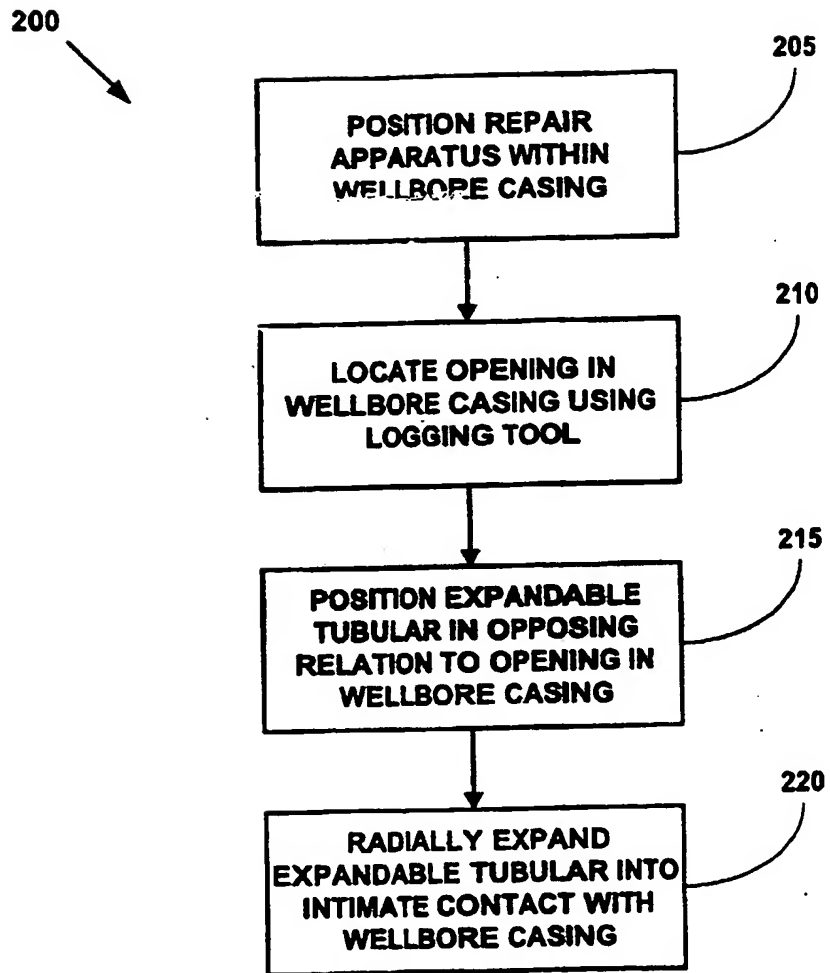 200
205
POSITION REPAIR
APPARATUS WITHIN
WELLBORE CASING
210
LOCATE OPENING IN
WELLBORE CASING USING
LOGGING TOOL
215
POSITION EXPANDABLE
TUBULAR IN OPPOSING
RELATION TO OPENING IN
WELLBORE CASING
220
RADIALLY EXPAND
EXPANDABLE TUBULAR INTO
INTIMATE CONTACT WITH
WELLBORE CASING